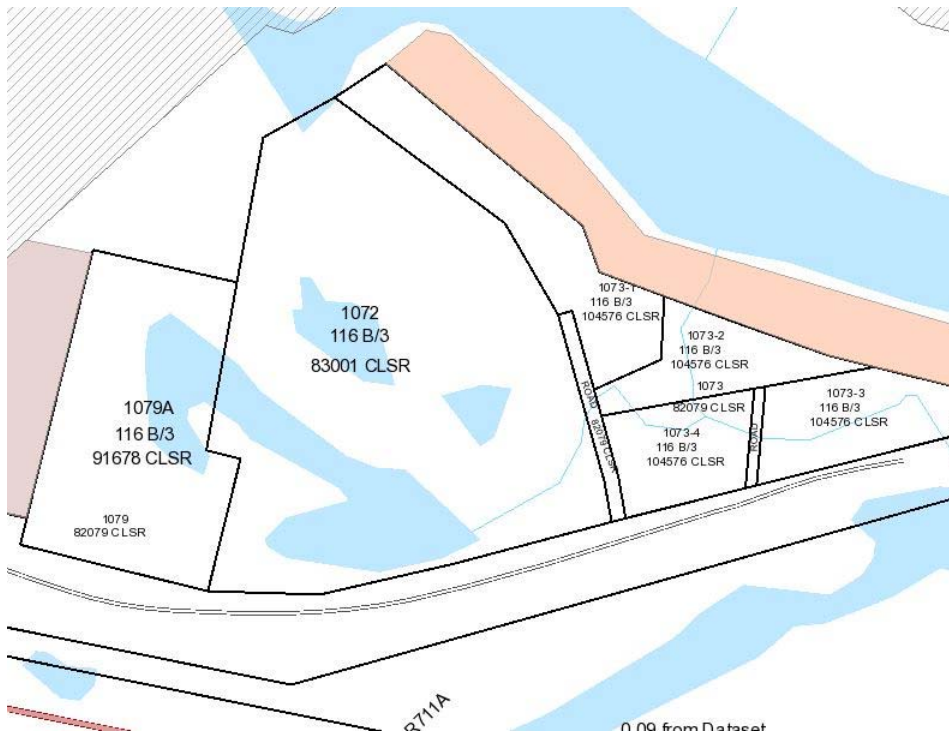 1073-1
116 B/3
104576 CLSR
1072
116 B/3
83001 CLSR
1073-2
116 B/3
104576 CLSR
1073
82079 CLSR
1073-3
116 B/3
104576 CLSR
ROAD 82079 CLSR
1073-4
116 B/3
104576 CLSR
ROAD
1079A
116 B/3
91678 CLSR
1079
82079 CLSR
R711A
0.09 from Dataset